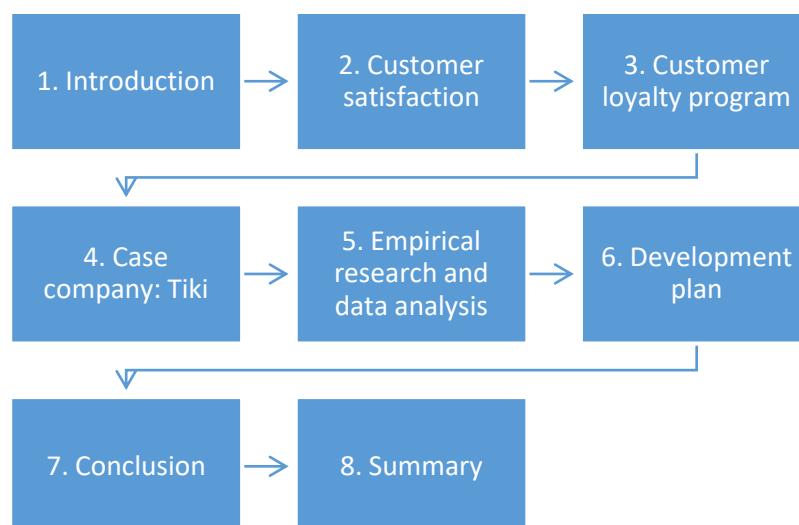 1. Introduction
2. Customer
satisfaction
3. Customer
loyalty program
4. Case
company: Tiki
5. Empirical
research and
data analysis
6. Development
plan
7. Conclusion
8. Summary